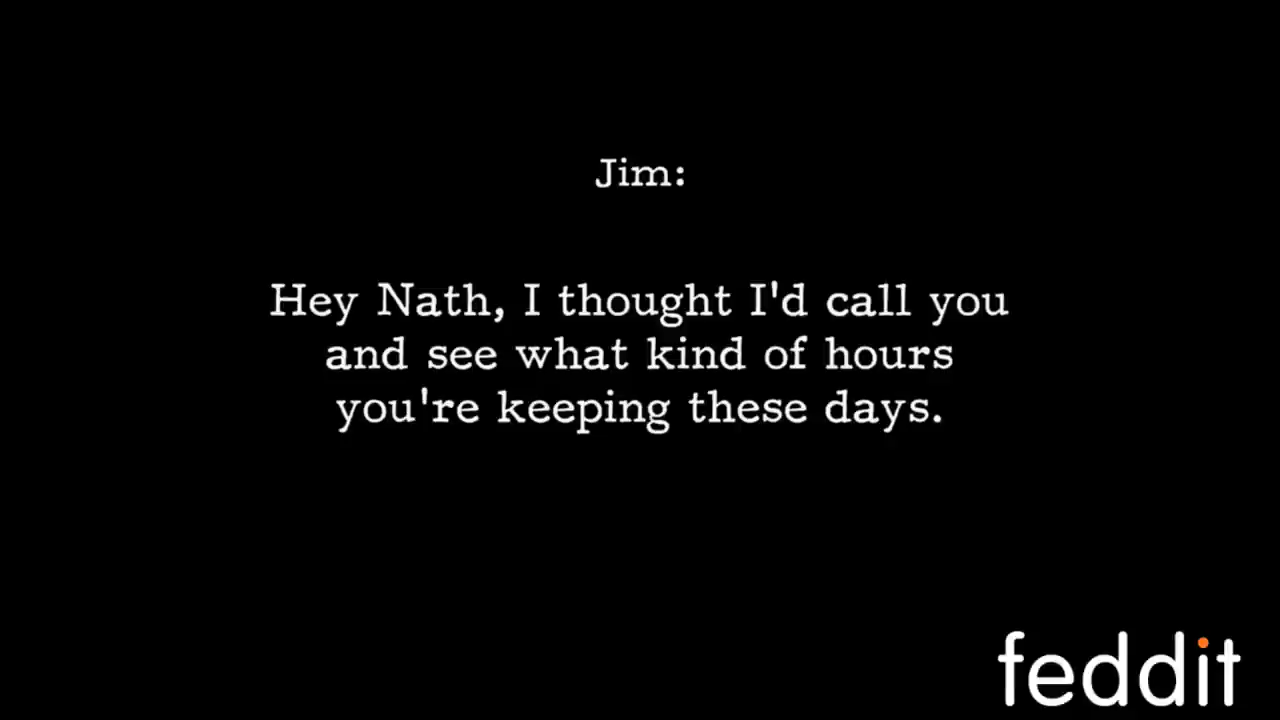 Jim:
Hey Nath, I thought I'd call you
and see what kind of hours
you're keeping these days.
feddit